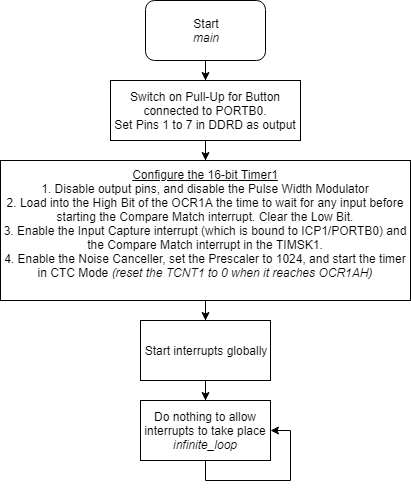 Start
main
Switch on Pull-Up for Button
connected to PORTB0.
Set Pins 1 to 7 in DDRD as output
Configure the 16-bit Timer1
1. Disable output pins, and disable the Pulse Width Modulator
2. Load into the High Bit of the OCR1A the time to wait for any input before
starting the Compare Match interrupt. Clear the Low Bit.
3. Enable the Input Capture interrupt (which is bound to ICP1/PORTB0) and
the Compare Match interrupt in the TIMSK1.
4. Enable the Noise Canceller, set the Prescaler to 1024, and start the timer
in CTC Mode (reset the TCNT1 to 0 when it reaches OCR1AH)
Start interrupts globally
Do nothing to allow
interrupts to take place
infinite_loop